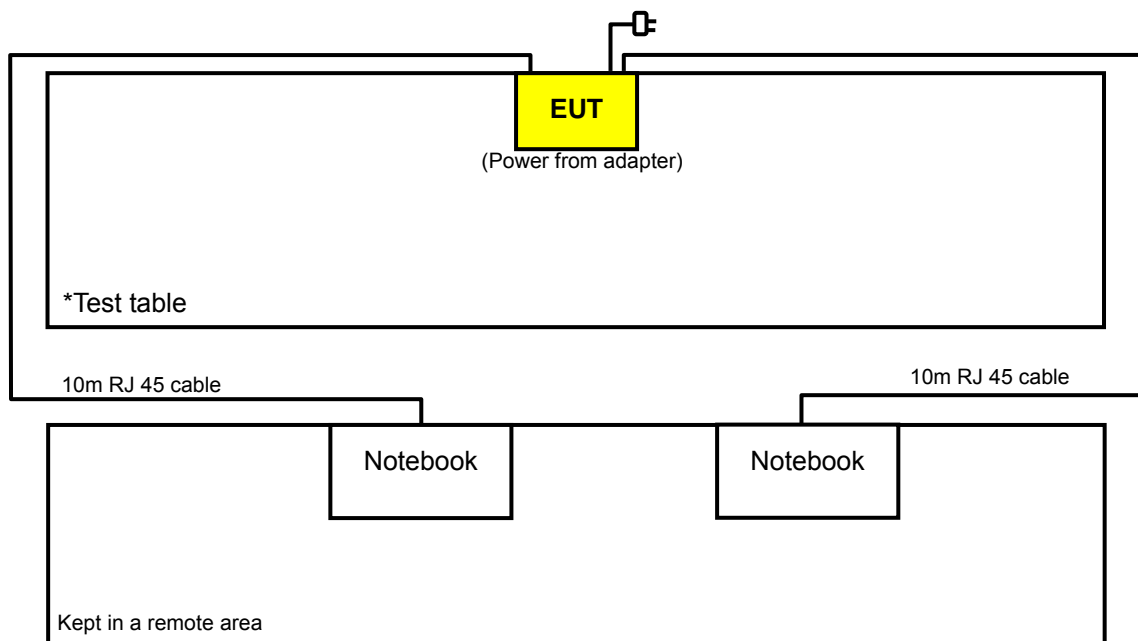 EUT
(Power from adapter)
*Test table
10m RJ 45 cable
10m RJ 45 cable
Notebook
Notebook
Kept in a remote area